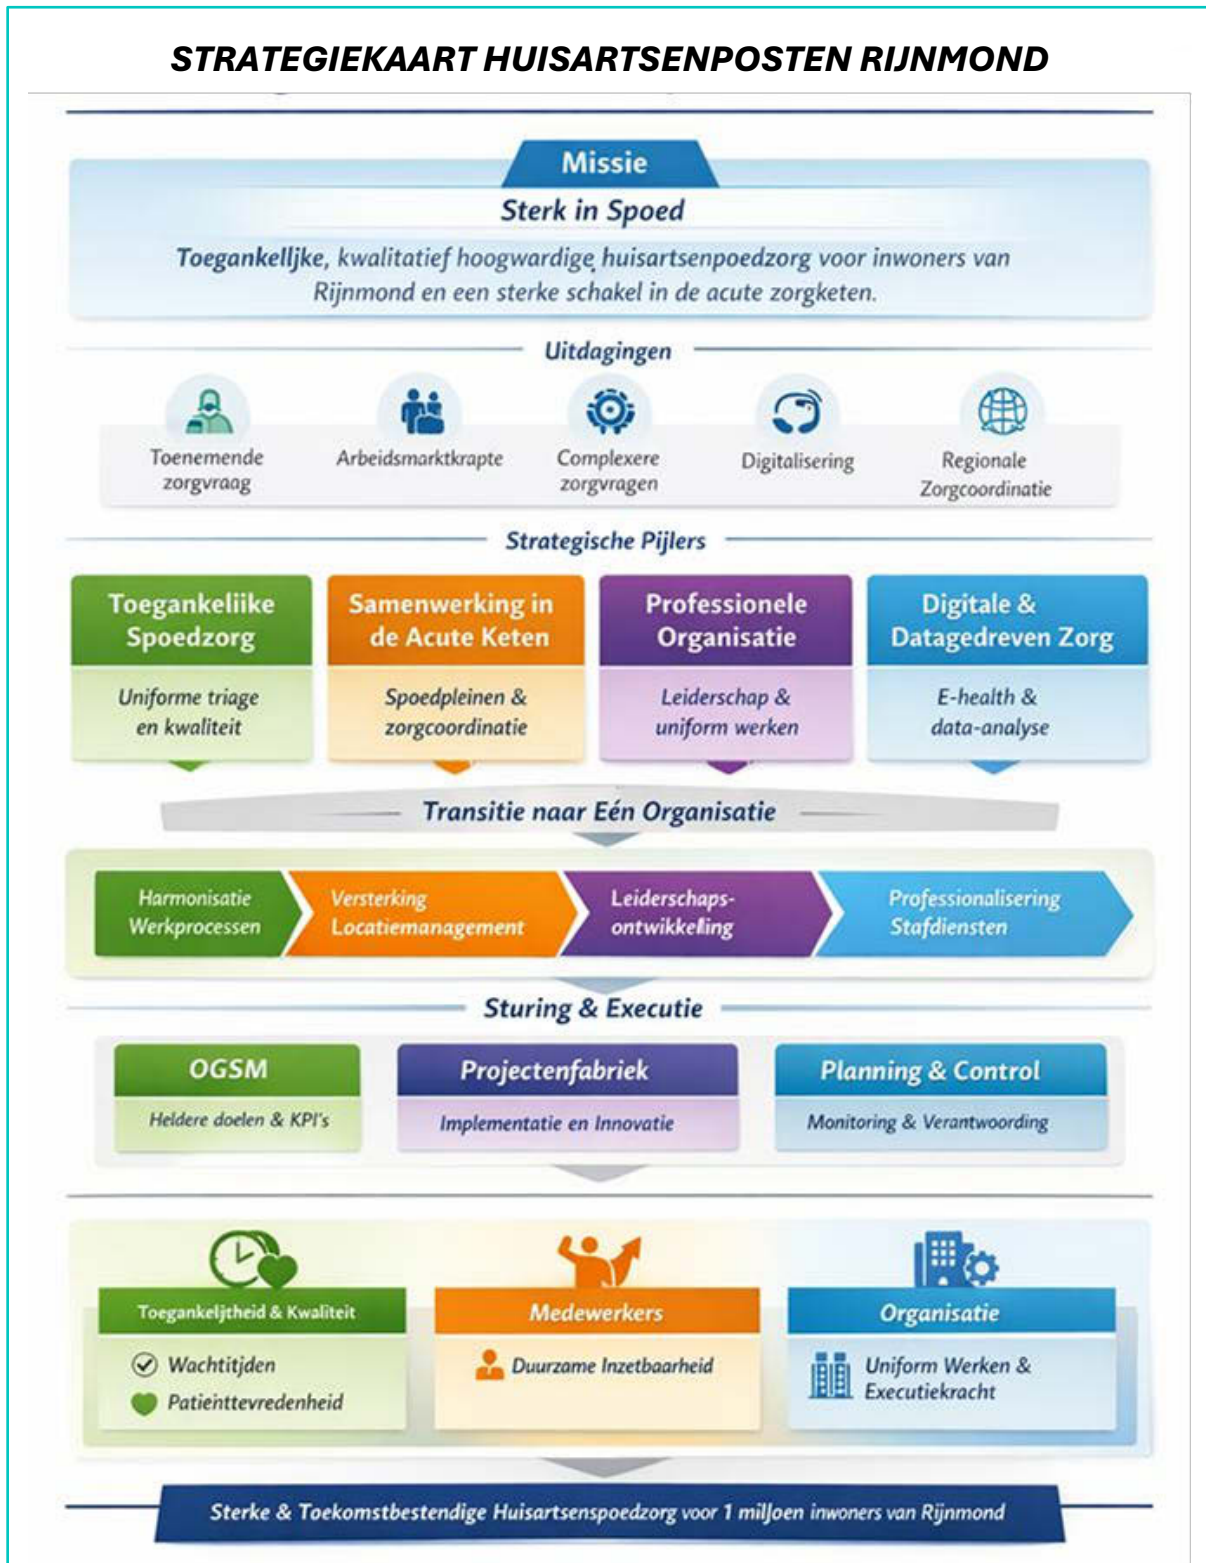 STRATEGIEKAART HUISARTSENPOSTEN RIJNMOND
Missie
Sterk in Spoed
Toegankelljke, kwalitatief hoogwardige huisartsenpoedzorg voor inwoners van
Rijnmond en een sterke schakel in de acute zorgketen.
Uitdagingen
Toenemende
zorgvraag
Arbeidsmarktkrapte
Complexere
zorgvragen
Digitalisering
Regionale
Zorgcoordinatie
Strategische Pijlers
Toegankeliike
Spoedzorg
Uniforme triage
en kwaliteit
Samenwerking in
de Acute Keten
Spoedpleinen &
zorgcoordinatie
Professionele
Organisatie
Leiderschap &
uniform werken
Digitale &
Datagedreven Zorg
E-health &
data-analyse
Transitie naar Eén Organisatie
Harmonisatie
Werkprocessen
Versterking
Locatiemanagement
Leiderschaps-
ontwikkelling
Professionalisering
Stafdiensten
Sturing & Executie
OGSM
Heldere doelen & KPI's
Projectenfabriek
Implementatie en Innovatie
Planning & Control
Monitoring & Verantwoording
Toegankeljtheid & Kwaliteit
Wachtitjden
Patiënttevredenheid
Medewerkers
Duurzame Inzetbaarheid
Organisatie
Uniform Werken &
Executiekracht
Sterke & Toekomstbestendige Huisartsenspoedzorg voor 1 miljoen inwoners van Rijnmond